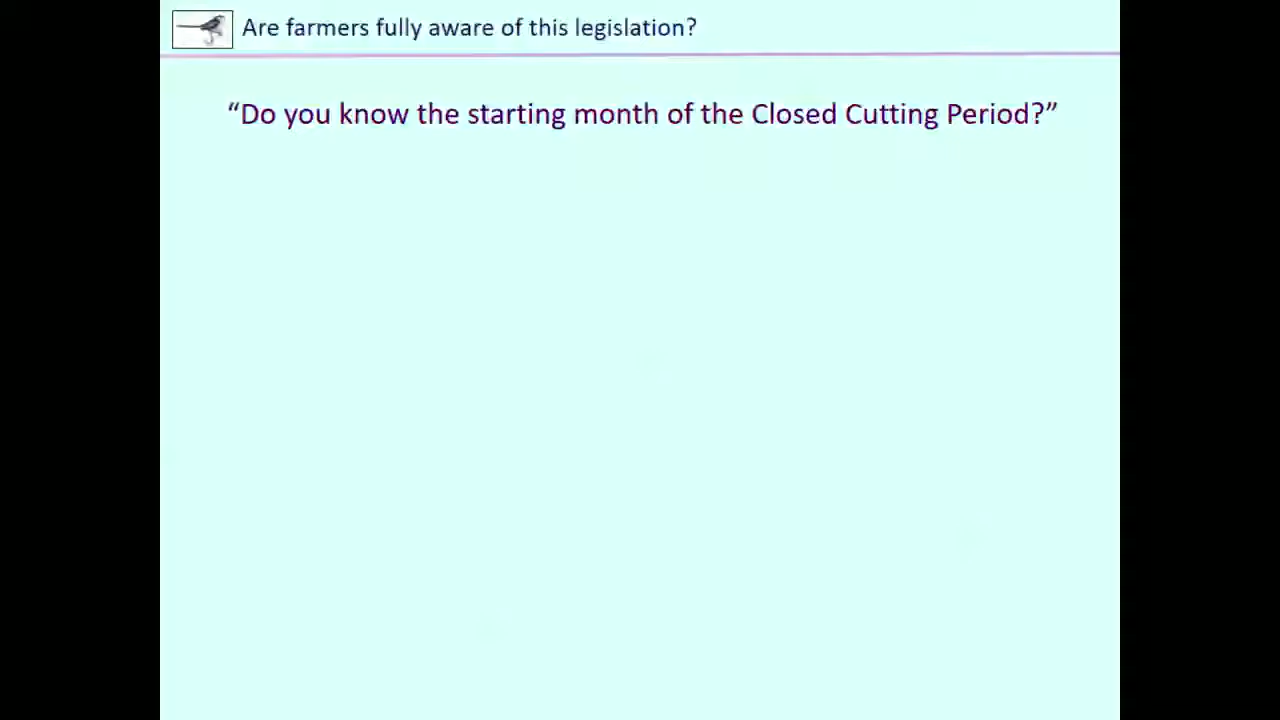 Are farmers fully aware of this legislation?
“Do you know the starting month of the Closed Cutting Period?”